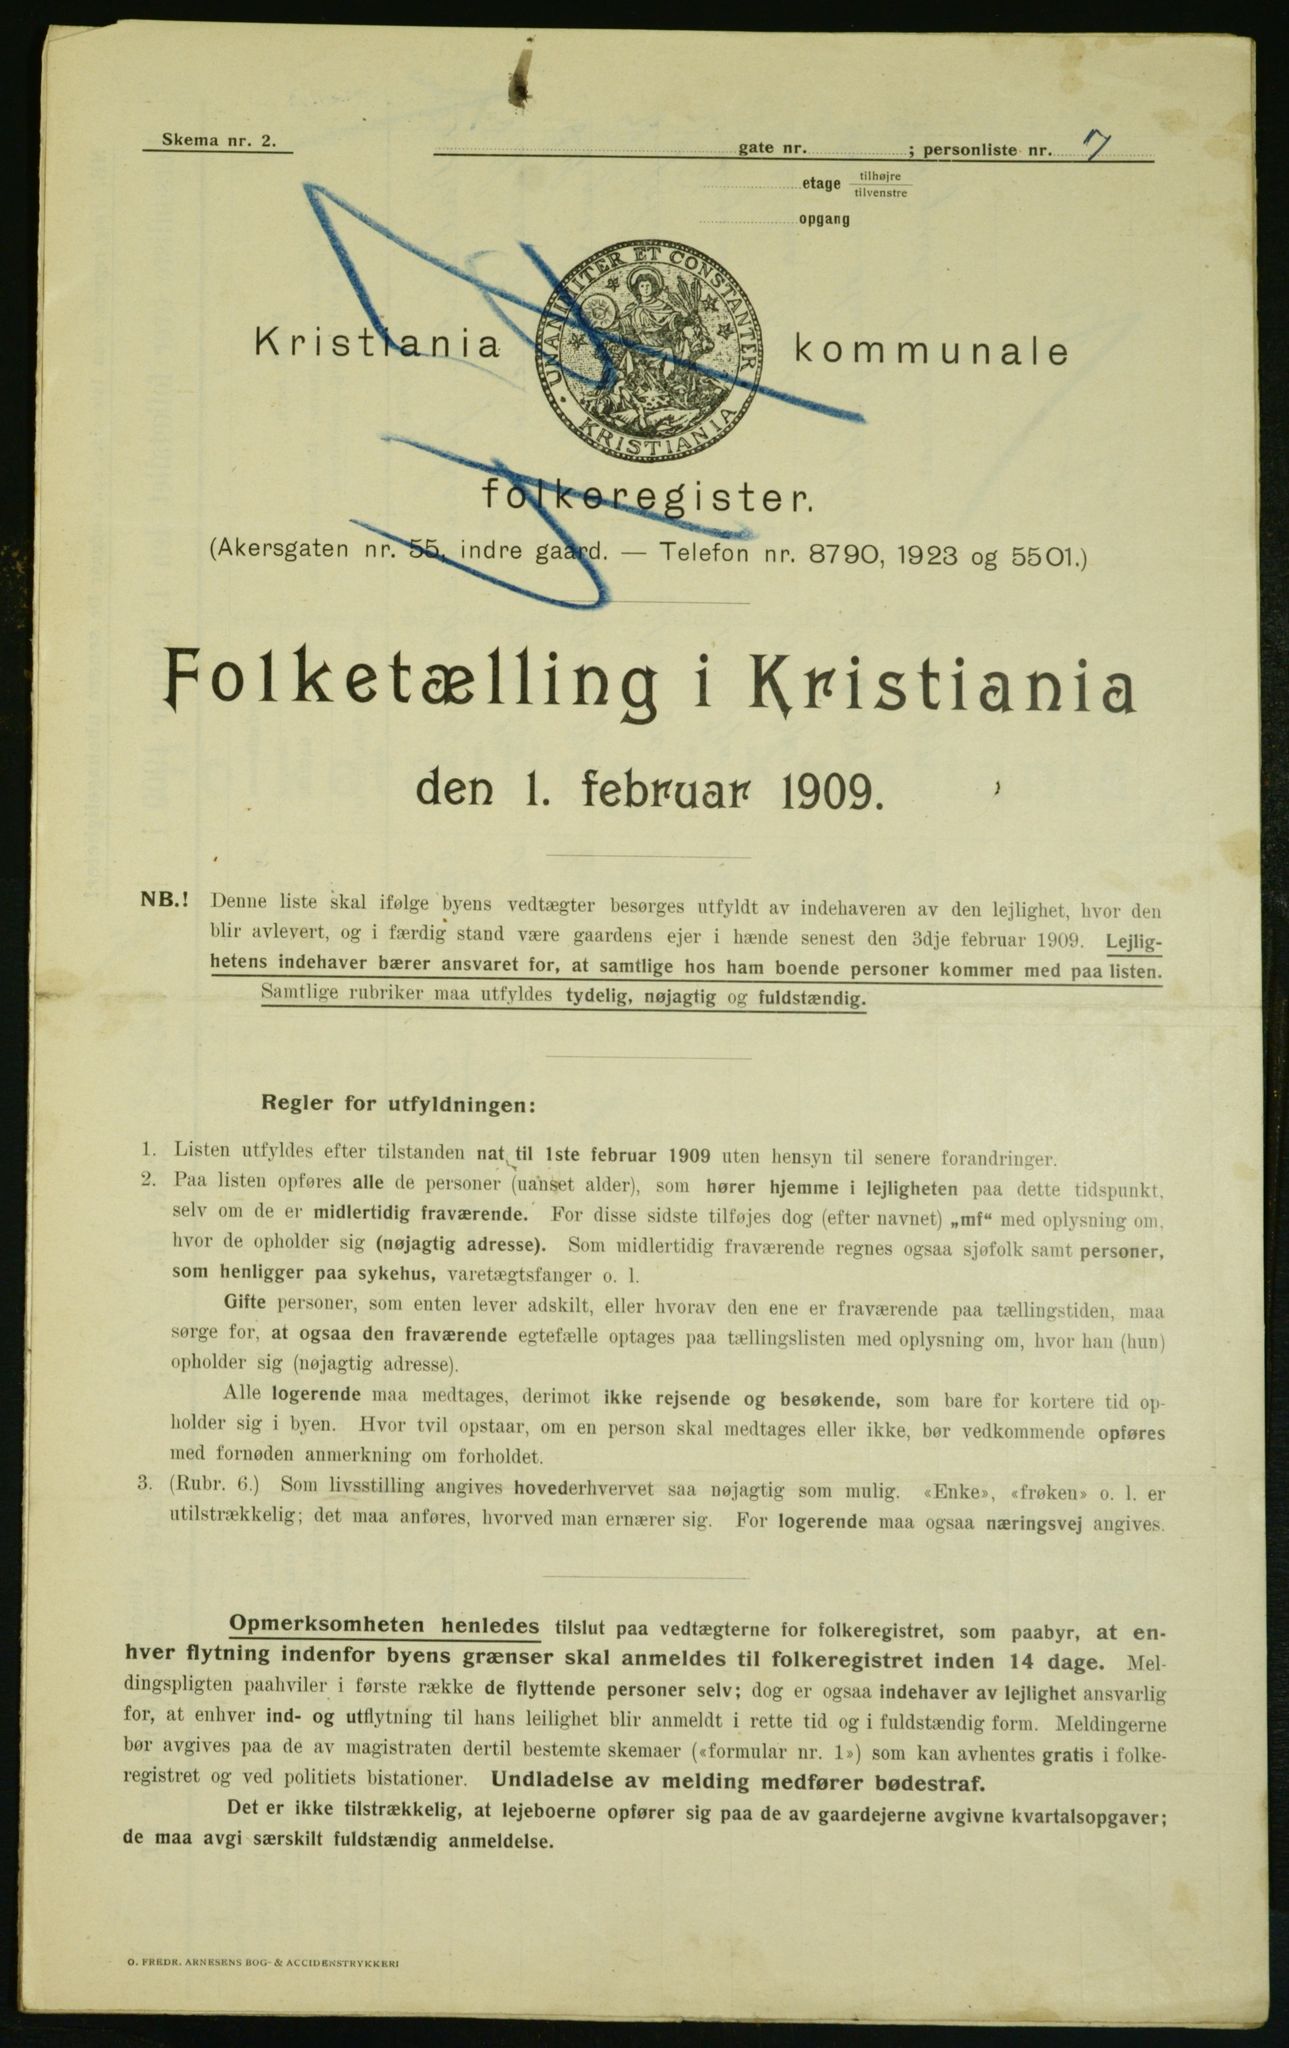 Skema nr. 2.
gate nr. ; personliste nr. 7
etage tilhøjre
tilvenstre
opgang
UNANIMITER ET CONSTANTER
KRISTIANIA
Kristiania kommunale
folkeregister.
(Akersgaten nr. 55, indre gaard. — Telefon nr. 8790, 1923 og 5501.)
Folketælling i Kristiania
den 1. februar 1909.
NB.! Denne liste skal ifølge byens vedtægter besørges utfyldt av indehaveren av den lejlighet, hvor den
blir avlevert, og i færdig stand være gaardens ejer i hænde senest den 3dje februar 1909. Lejlig-
hetens indehaver bærer ansvaret for, at samtlige hos ham boende personer kommer med paa listen.
Samtlige rubriker maa utfyldes tydelig, nøjagtig og fuldstændig.
Regler for utfyldningen:
1. Listen utfyldes efter tilstanden nat til 1ste februar 1909 uten hensyn til senere forandringer.
2. Paa listen opføres alle de personer (uanset alder), som hører hjemme i lejligheten paa dette tidspunkt,
selv om de er midlertidig fraværende. For disse sidste tilføjes dog (efter navnet) „mf“ med oplysning om,
hvor de opholder sig (nøjagtig adresse). Som midlertidig fraværende regnes ogsaa sjøfolk samt personer,
som henligger paa sykehus, varetægtsfanger o. l.
Gifte personer, som enten lever adskilt, eller hvorav den ene er fraværende paa tællingstiden, maa
sørge for, at ogsaa den fraværende egtefælle optages paa tællingslisten med oplysning om, hvor han (hun)
opholder sig (nøjagtig adresse).
Alle logerende maa medtages, derimot ikke rejsende og besøkende, som bare for kortere tid op-
holder sig i byen. Hvor tvil opstaar, om en person skal medtages eller ikke, bør vedkommende opføres
med fornøden anmerkning om forholdet.
3. (Rubr. 6.) Som livsstilling angives hovederhvervet saa nøjagtig som mulig. «Enke», «frøken» o. l. er
utilstrækkelig; det maa anføres, hvorved man ernærer sig. For logerende maa ogsaa næringsvej angives.
Opmerksomheten henledes tilslut paa vedtægterne for folkeregistret, som paabyr, at en-
hver flytning indenfor byens grænser skal anmeldes til folkeregistret inden 14 dage. Mel-
dingspligten paahviler i første række de flyttende personer selv; dog er ogsaa indehaver av lejlighet ansvarlig
for, at enhver ind- og utflytning til hans leilighet blir anmeldt i rette tid og i fuldstændig form. Meldingerne
bør avgives paa de av magistraten dertil bestemte skemaer («formular nr. 1») som kan avhentes gratis i folke-
registret og ved politiets bistationer. Undladelse av melding medfører bødestraf.
Det er ikke tilstrækkelig, at lejeboerne opfører sig paa de av gaardejerne avgivne kvartalsopgaver;
de maa avgi særskilt fuldstændig anmeldelse.
O. FREDR. ARNESENS BOG- & ACCIDENSTRYKKERI